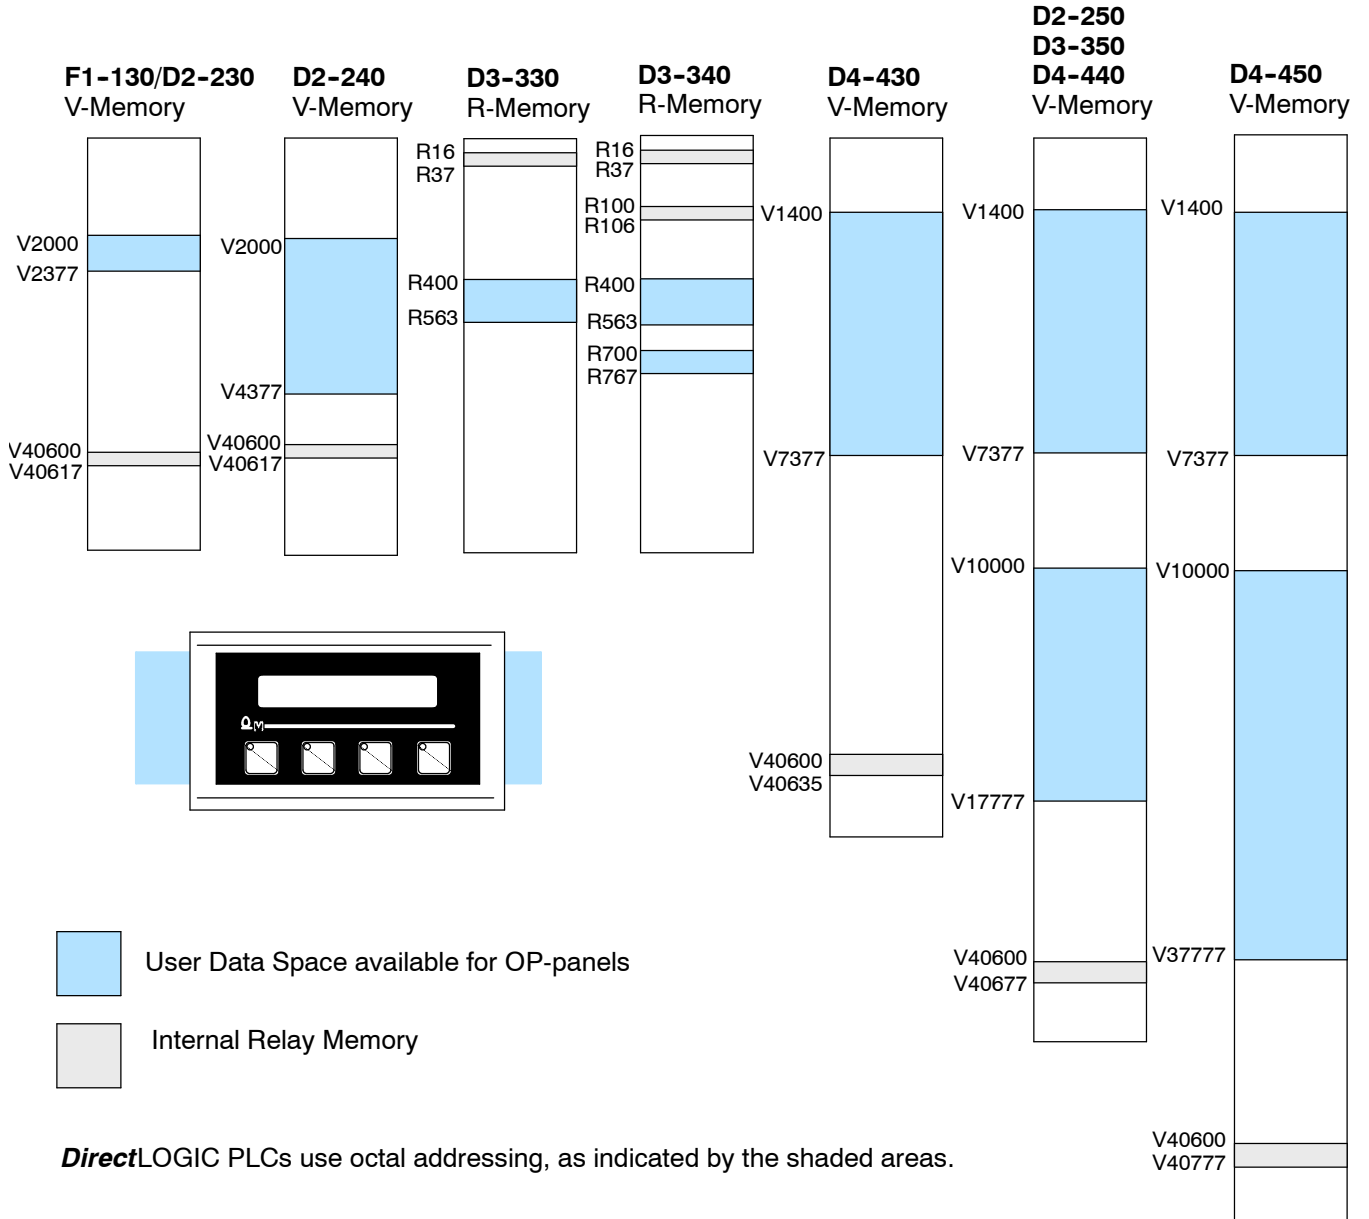 F1-130/D2-230
V-Memory
V2000
V2377
V40600
V40617
D2-240
V-Memory
V2000
V4377
V40600
V40617
D3-330
R-Memory
R16
R37
R400
R563
D3-340
R-Memory
R16
R37
R100
R106
R400
R563
R700
R767
D4-430
V-Memory
V1400
V7377
V40600
V40635
D2-250
D3-350
D4-440
V-Memory
V1400
V7377
V10000
V17777
V40600
V40677
D4-450
V-Memory
V1400
V7377
V10000
V37777
V40600
V40777
User Data Space available for OP-panels
Internal Relay Memory
DirectLOGIC PLCs use octal addressing, as indicated by the shaded areas.